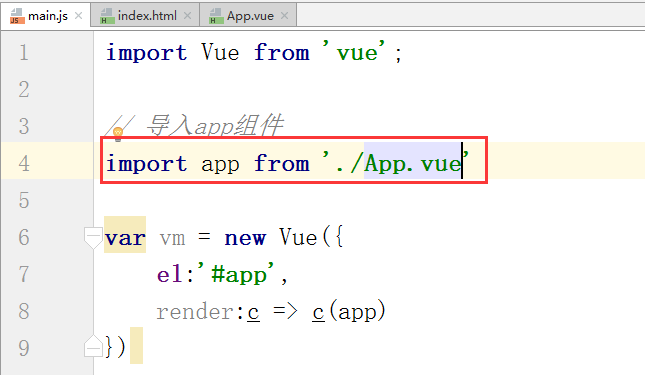 main.js index.html App.vue
1 import Vue from 'vue';
2
3 // 导入app组件
4 import app from './App.vue'
5
6 var vm = new Vue({
7 el:'#app',
8 render:c => c(app)
9 })